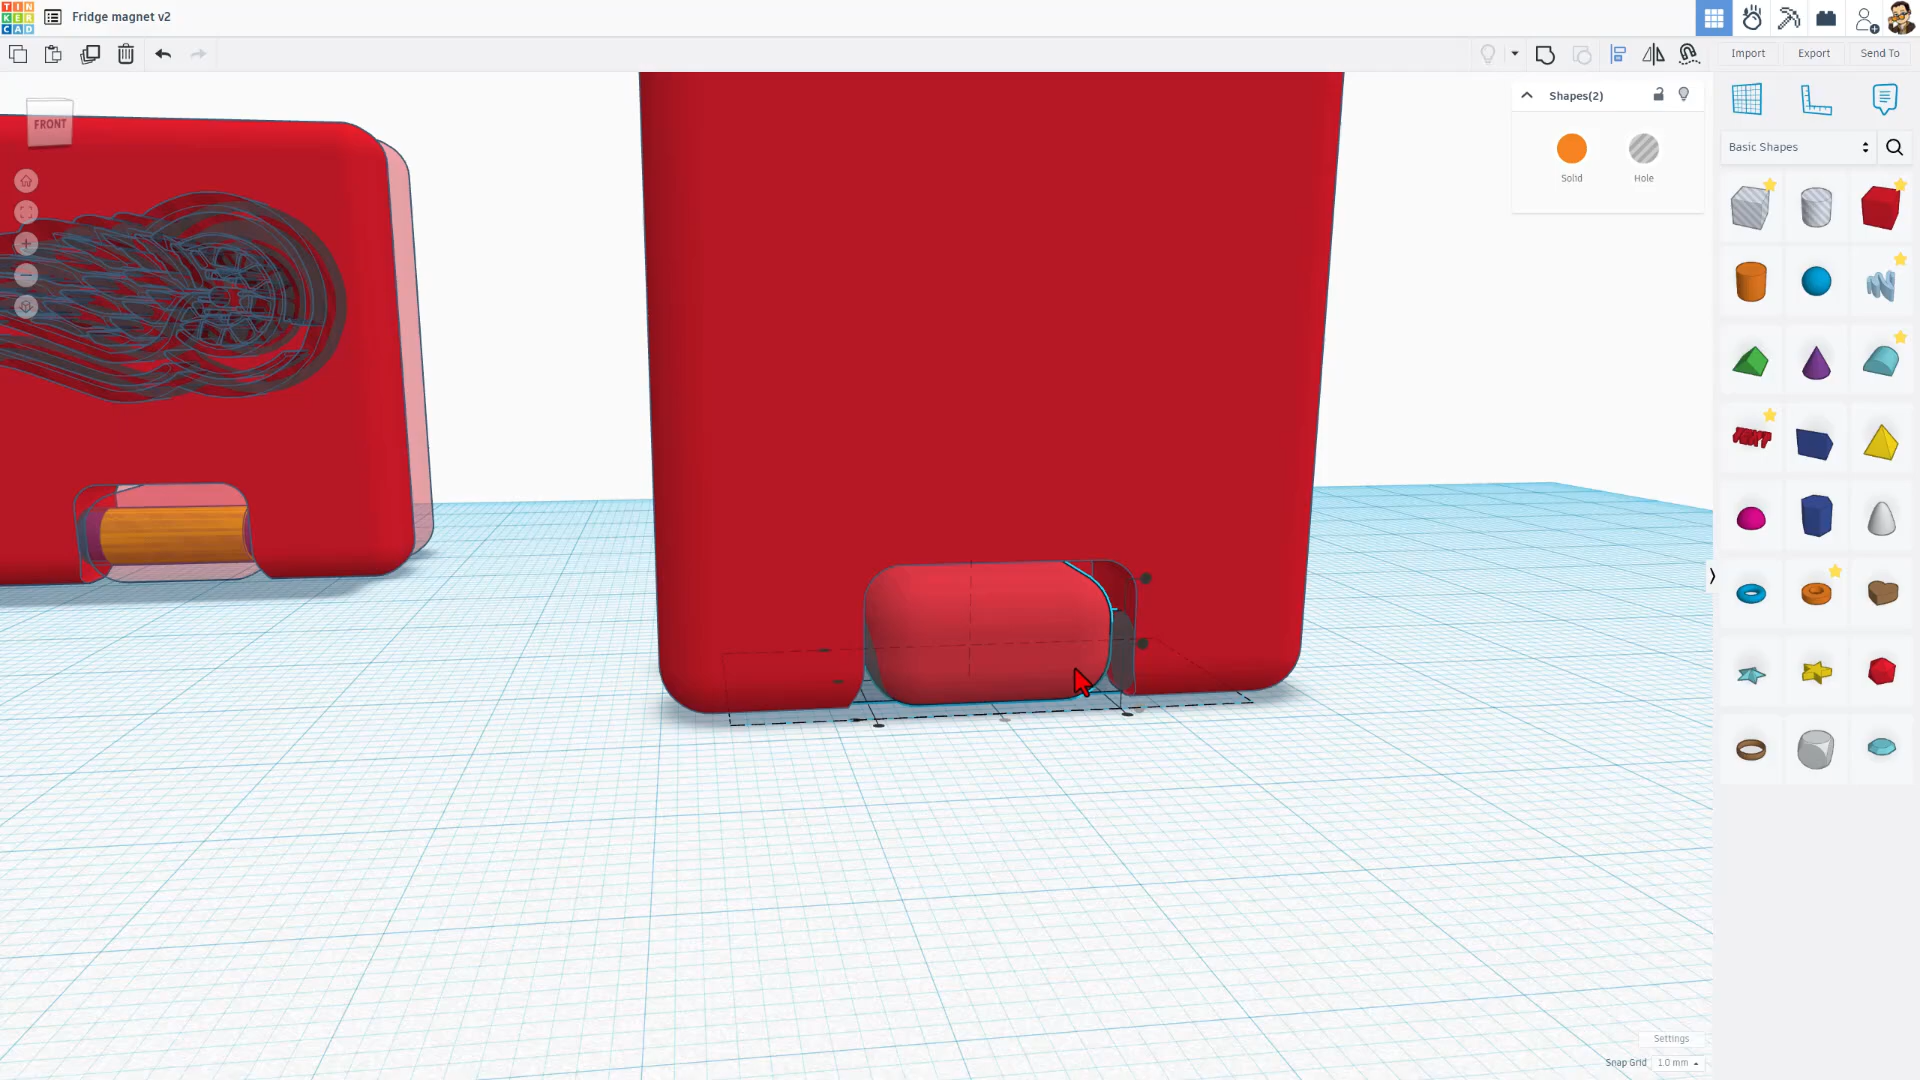 TIN
KER
CAD
Fridge magnet v2
Import
Export
Send To
FRONT
Shapes(2)
Solid
Hole
Basic Shapes
TEXT
Settings
Snap Grid
1.0 mm